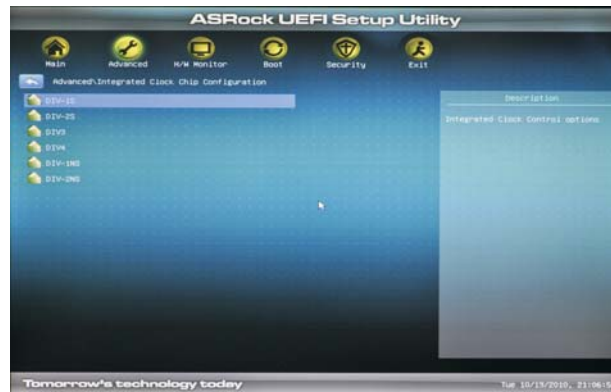 ASRock UEFI Setup Utility
Main Advanced H/W Monitor Boot Security Exit
Advanced\Integrated Clock Chip Configuration
DIV-1S
DIV-2S
DIV3
DIV4
DIV-1NS
DIV-2NS
Description
Integrated Clock Control options
Tomorrow's technology today
Tue 10/19/2010, 21:06:5